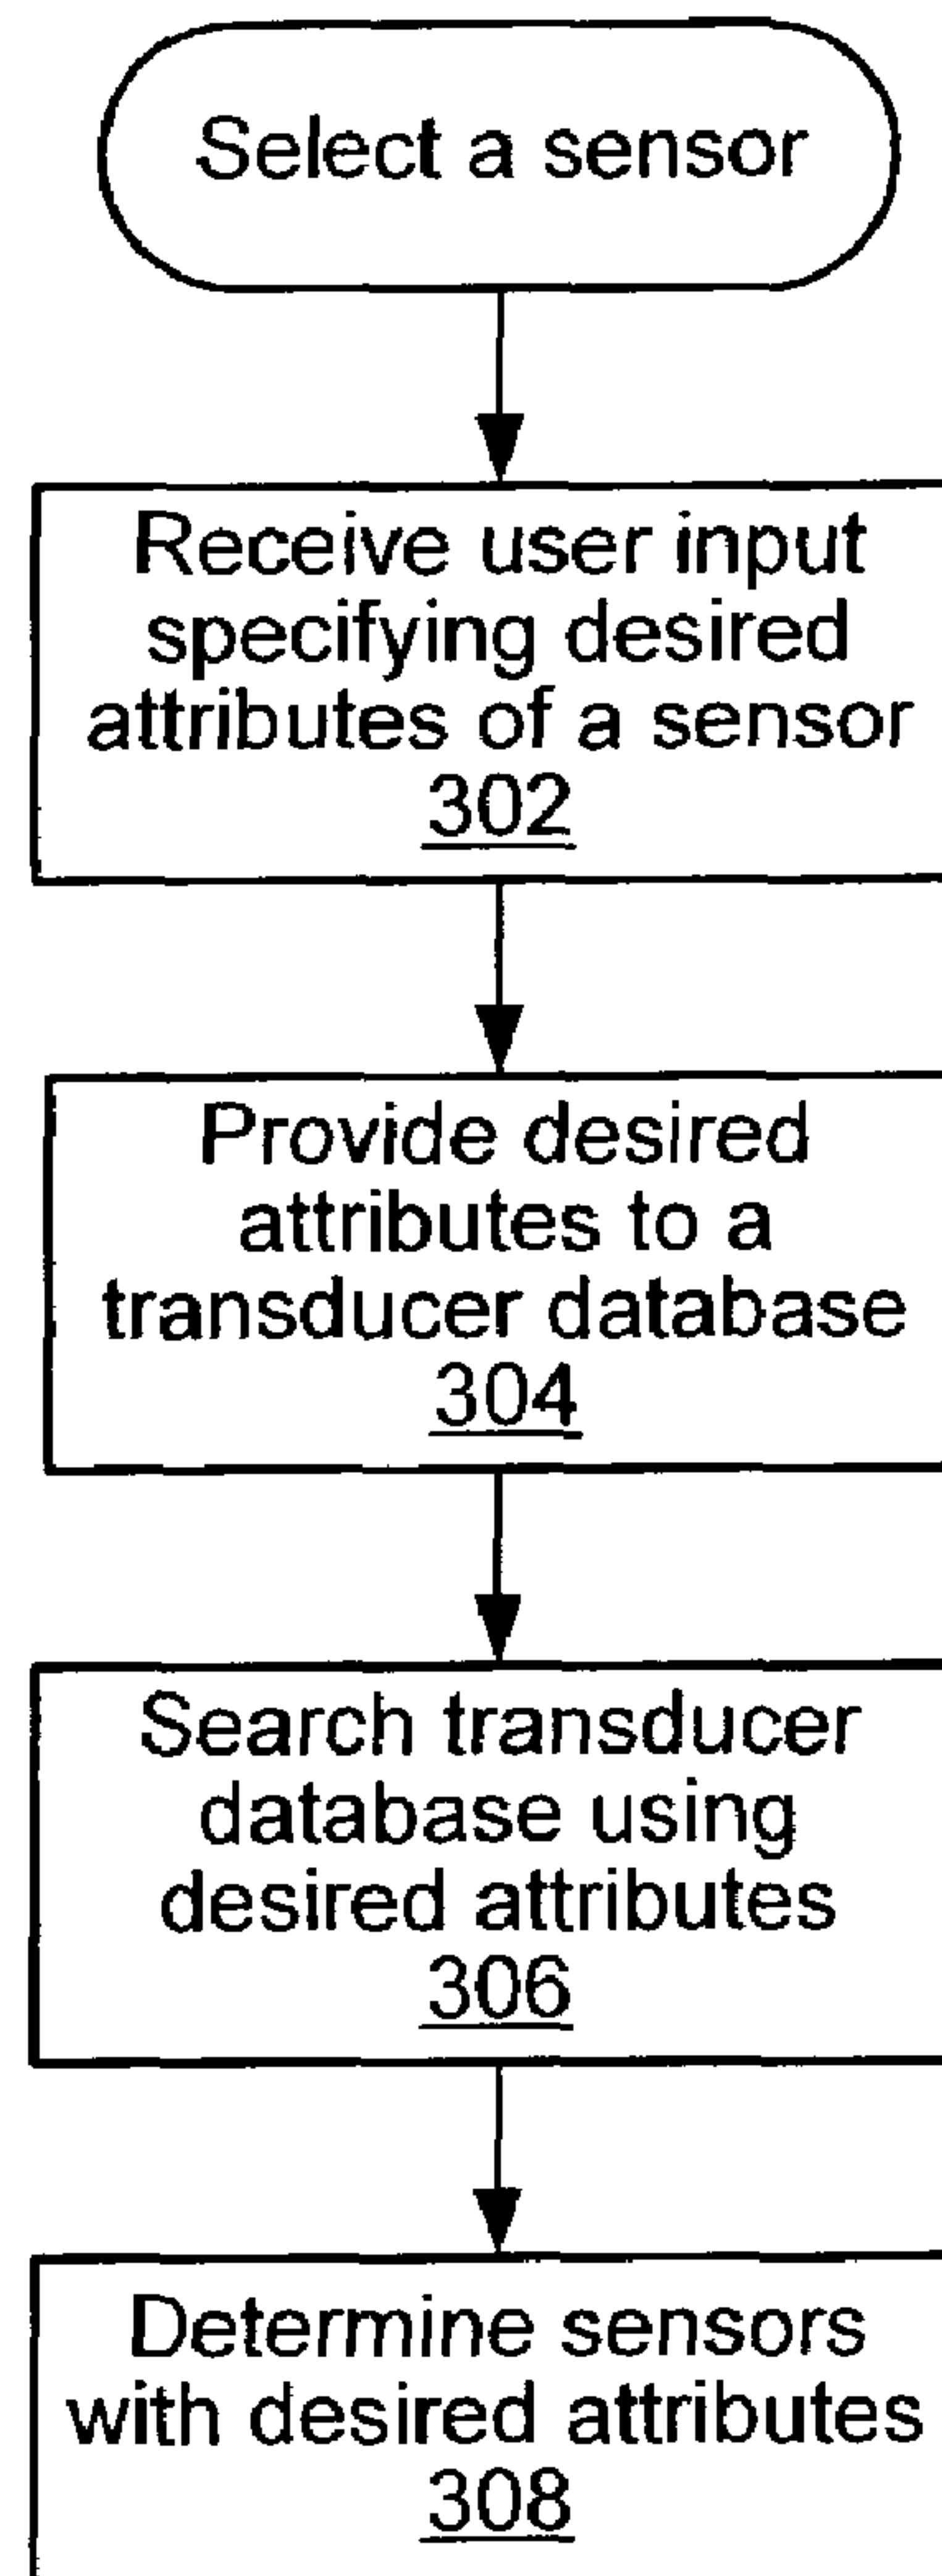 Select a sensor
Receive user input
specifying desired
attributes of a sensor
302
Provide desired
attributes to a
transducer database
304
Search transducer
database using
desired attributes
306
Determine sensors
with desired attributes
308